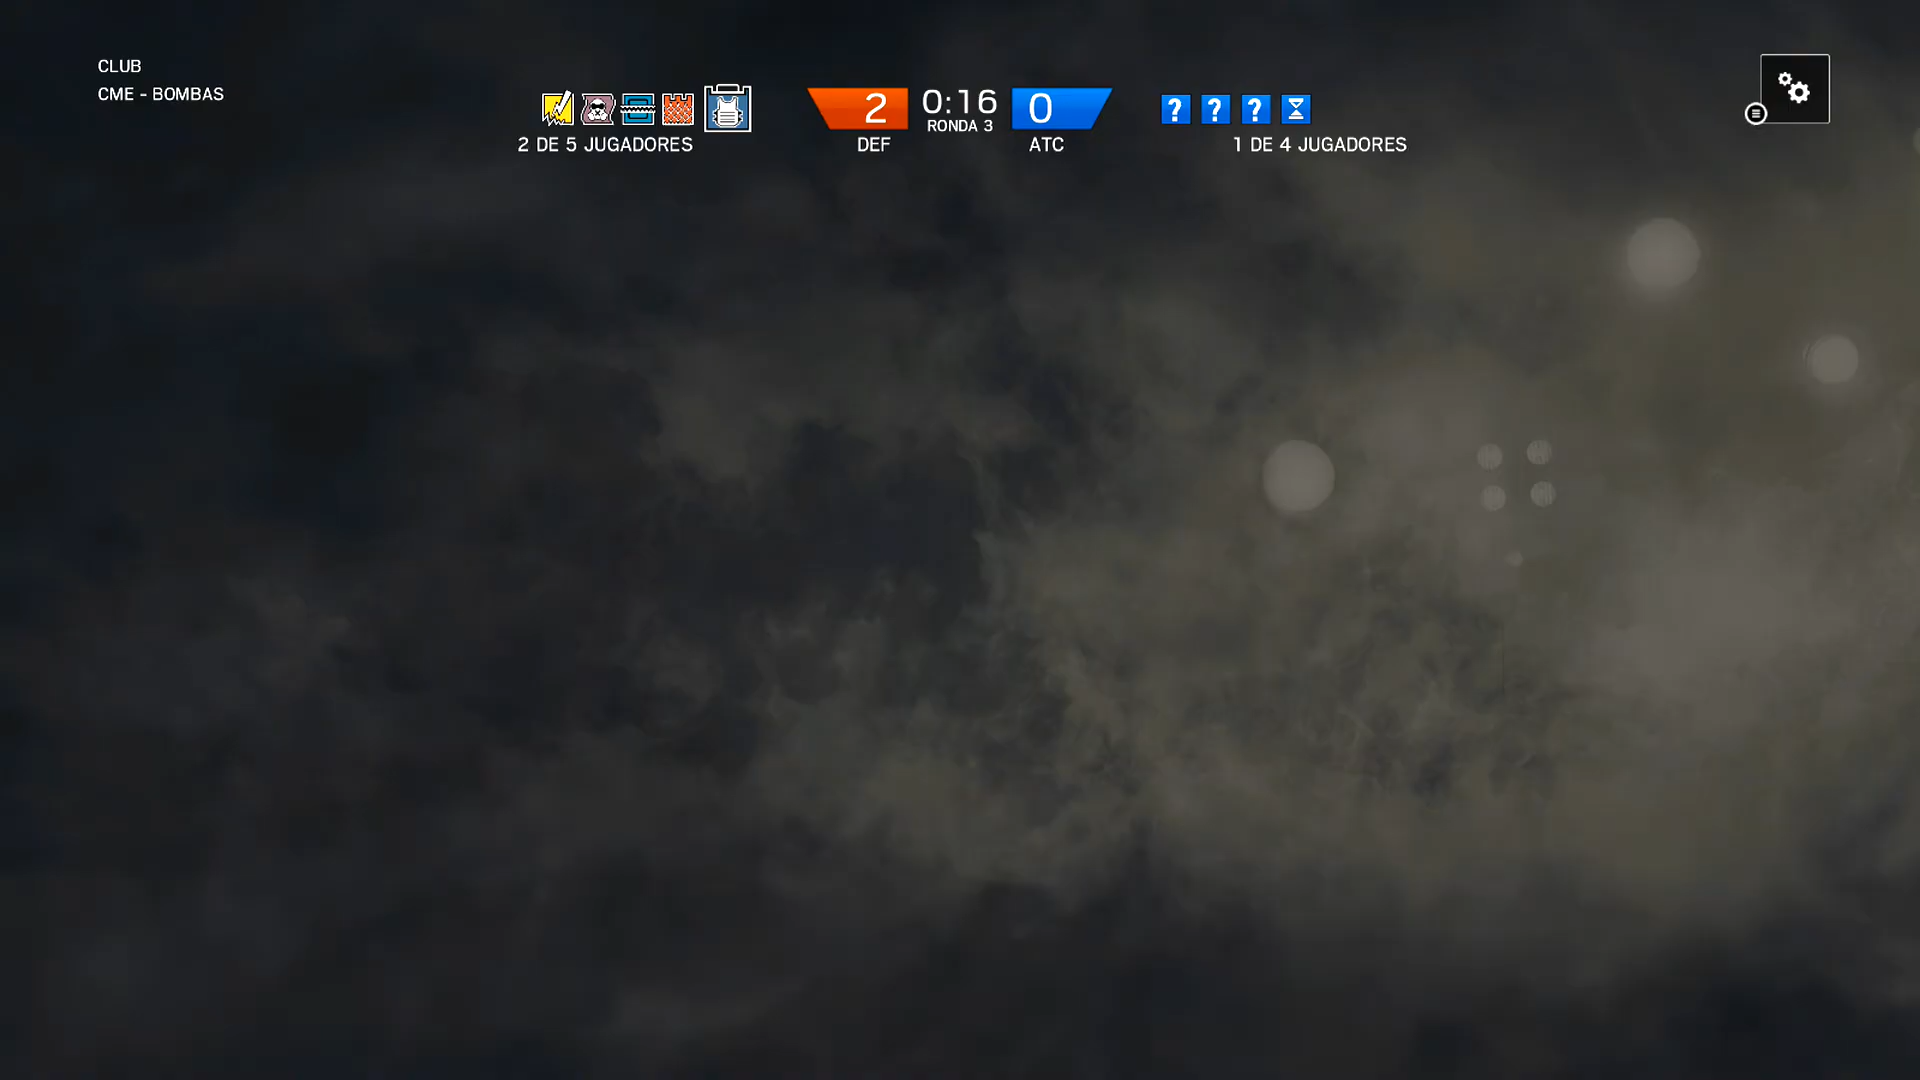 CLUB
CME - BOMBAS
2 DE 5 JUGADORES
2
DEF
0:16
RONDA 3
0
ATC
? ? ?
1 DE 4 JUGADORES